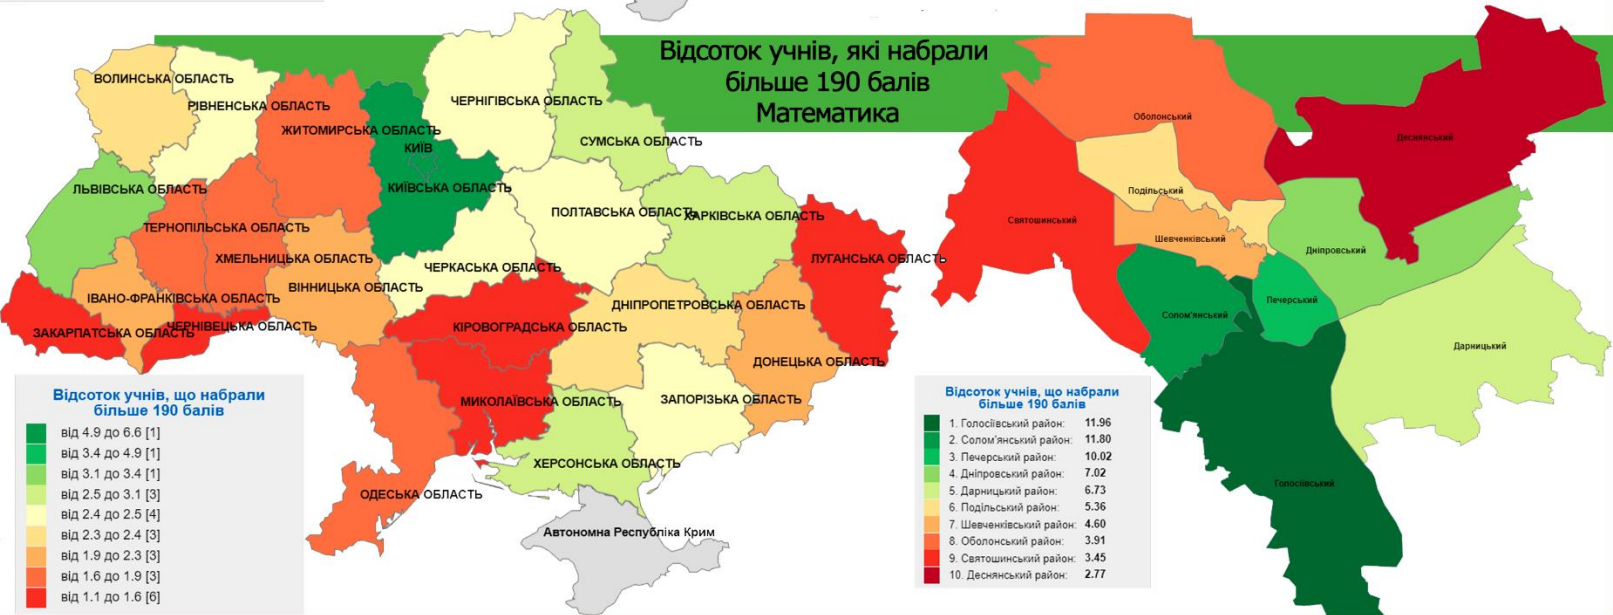 Відсоток учнів, які набрали
більше 190 балів
Математика
ВОЛИНСЬКА ОБЛАСТЬ
РІВНЕНСЬКА ОБЛАСТЬ
ЖИТОМИРСЬКА ОБЛАСТЬ
КИЇВ
КИЇВСЬКА ОБЛАСТЬ
ЧЕРНІГІВСЬКА ОБЛАСТЬ
СУМСЬКА ОБЛАСТЬ
ЛЬВІВСЬКА ОБЛАСТЬ
ТЕРНОПІЛЬСЬКА ОБЛАСТЬ
ХМЕЛЬНИЦЬКА ОБЛАСТЬ
ВІННИЦЬКА ОБЛАСТЬ
ІВАНО-ФРАНКІВСЬКА ОБЛАСТЬ
ЗАКАРПАТСЬКА ОБЛАСТЬ
ЧЕРНІВЕЦЬКА ОБЛАСТЬ
ПОЛТАВСЬКА ОБЛАСТЬ
ХАРКІВСЬКА ОБЛАСТЬ
ЛУГАНСЬКА ОБЛАСТЬ
ЧЕРКАСЬКА ОБЛАСТЬ
КІРОВОГРАДСЬКА ОБЛАСТЬ
ДНІПРОПЕТРОВСЬКА ОБЛАСТЬ
ДОНЕЦЬКА ОБЛАСТЬ
МИКОЛАЇВСЬКА ОБЛАСТЬ
ЗАПОРІЗЬКА ОБЛАСТЬ
ХЕРСОНСЬКА ОБЛАСТЬ
ОДЕСЬКА ОБЛАСТЬ
Автономна Республіка Крим
Відсоток учнів, що набрали
більше 190 балів
від 4.9 до 6.6 [1]
від 3.4 до 4.9 [1]
від 3.1 до 3.4 [1]
від 2.5 до 3.1 [3]
від 2.4 до 2.5 [4]
від 2.3 до 2.4 [3]
від 1.9 до 2.3 [3]
від 1.6 до 1.9 [3]
від 1.1 до 1.6 [6]
Оболонський
Деснянський
Подільський
Святошинський
Шевченківський
Дніпровський
Печерський
Солом'янський
Дарницький
Голосіївський
Відсоток учнів, що набрали
більше 190 балів
1. Голосіївський район: 11.96
2. Солом'янський район: 11.80
3. Печерський район: 10.02
4. Дніпровський район: 7.02
5. Дарницький район: 6.73
6. Подільський район: 5.36
7. Шевченківський район: 4.60
8. Оболонський район: 3.91
9. Святошинський район: 3.45
10. Деснянський район: 2.77